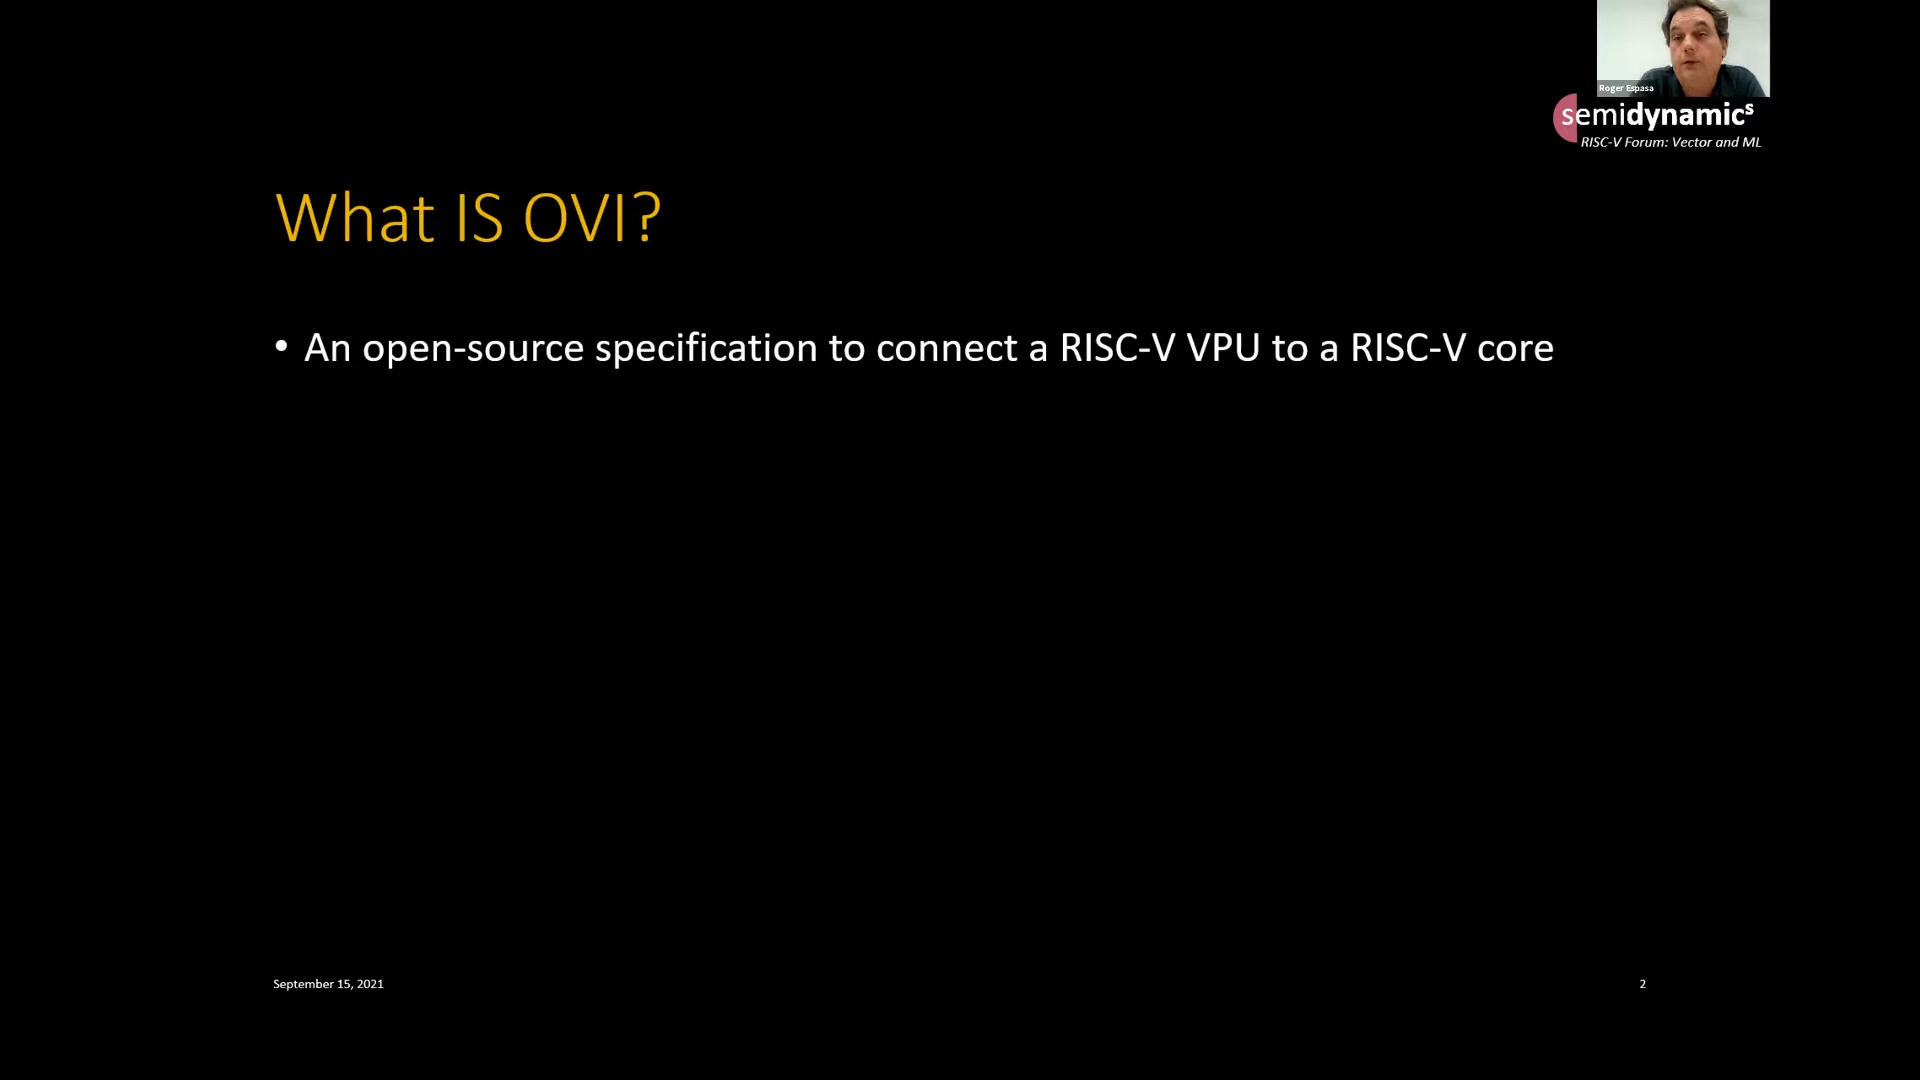 Roger Espasa
semidynamics
RISC-V Forum: Vector and ML
What IS OVI?
• An open-source specification to connect a RISC-V VPU to a RISC-V core
September 15, 2021
2